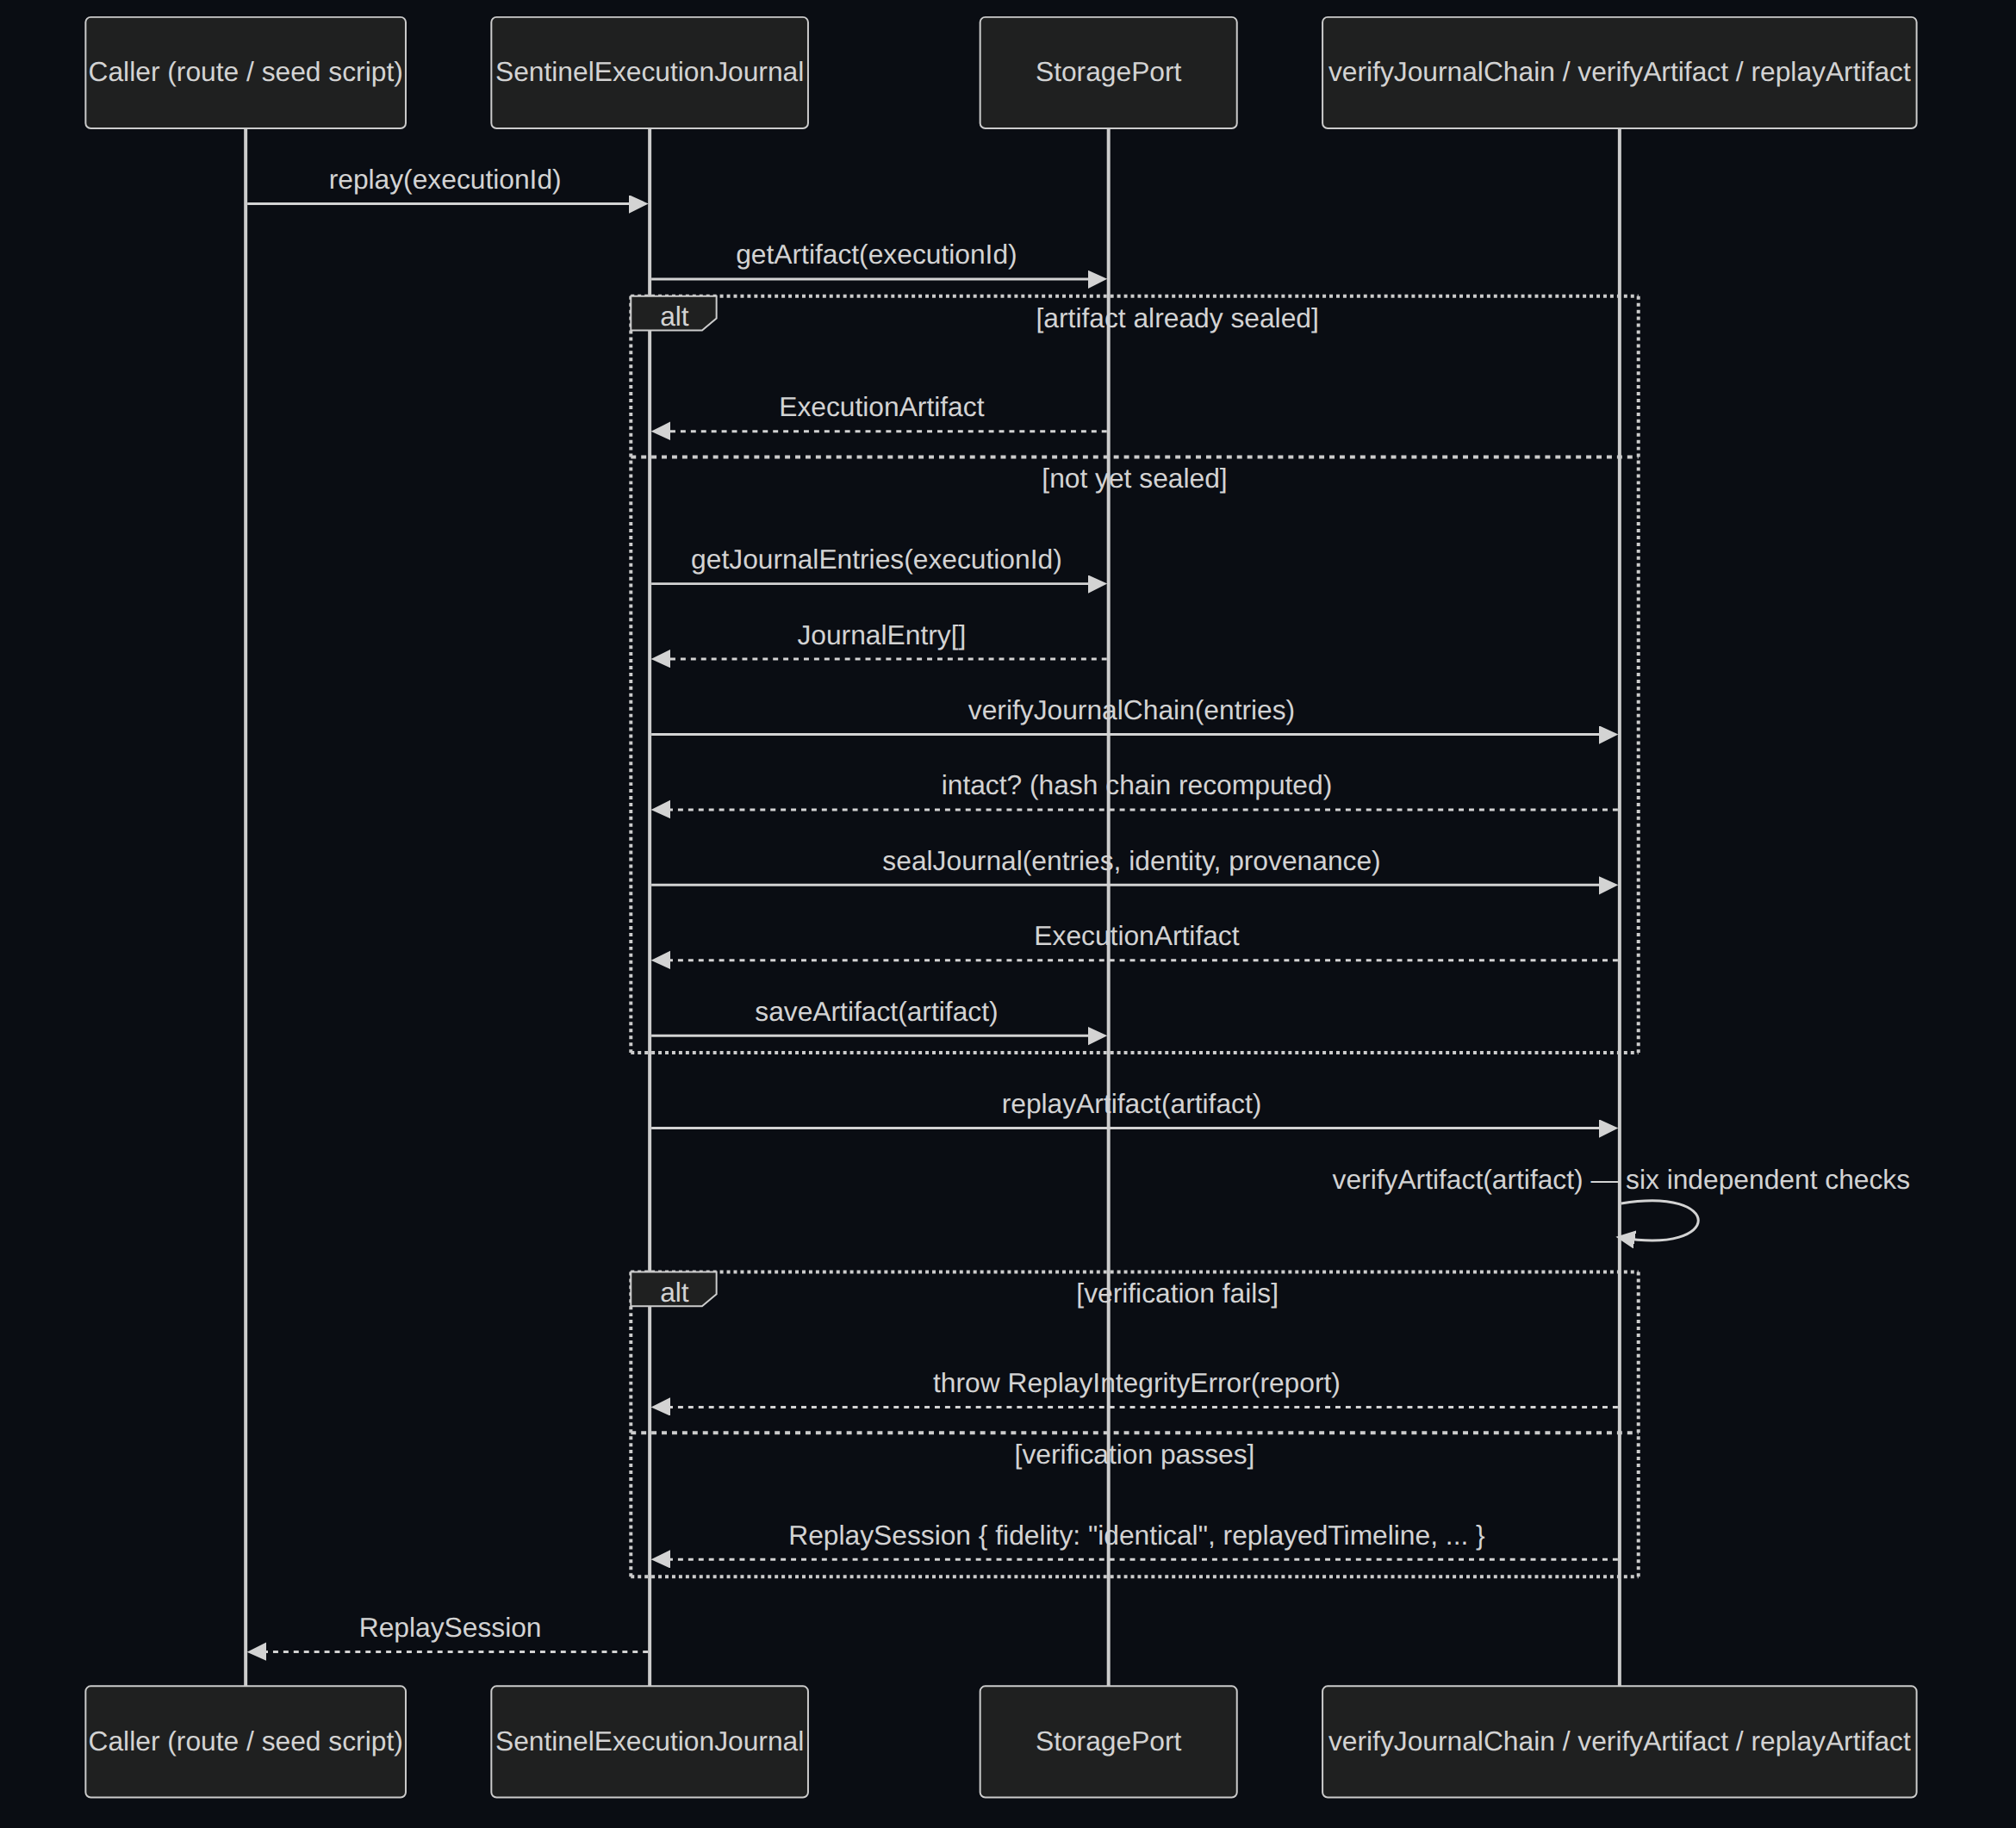 Caller (route / seed script)
SentinelExecutionJournal
StoragePort
verifyJournalChain / verifyArtifact / replayArtifact
replay(executionId)
getArtifact(executionId)
alt
[artifact already sealed]
ExecutionArtifact
[not yet sealed]
getJournalEntries(executionId)
JournalEntry[]
verifyJournalChain(entries)
intact? (hash chain recomputed)
sealJournal(entries, identity, provenance)
ExecutionArtifact
saveArtifact(artifact)
replayArtifact(artifact)
verifyArtifact(artifact) — six independent checks
alt
[verification fails]
throw ReplayIntegrityError(report)
[verification passes]
ReplaySession { fidelity: "identical", replayedTimeline, ... }
ReplaySession
Caller (route / seed script)
SentinelExecutionJournal
StoragePort
verifyJournalChain / verifyArtifact / replayArtifact